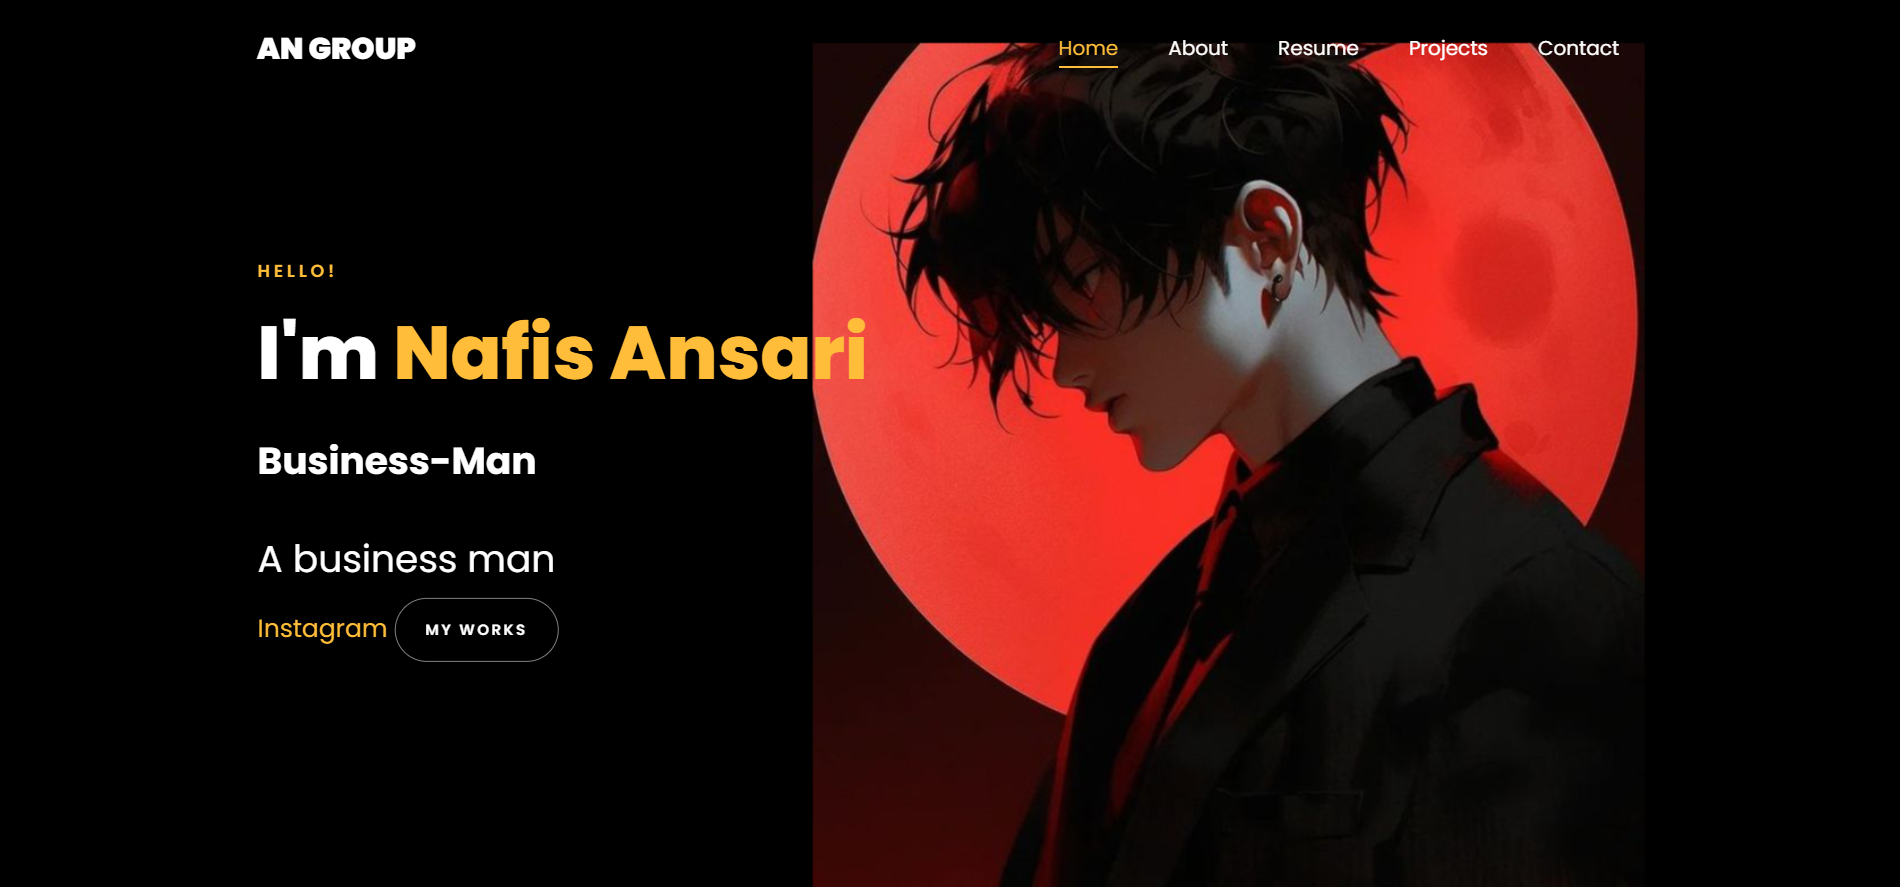 AN GROUP
Home About Resume Projects Contact
HELLO!
I'm Nafis Ansari
Business-Man
A business man
Instagram MY WORKS